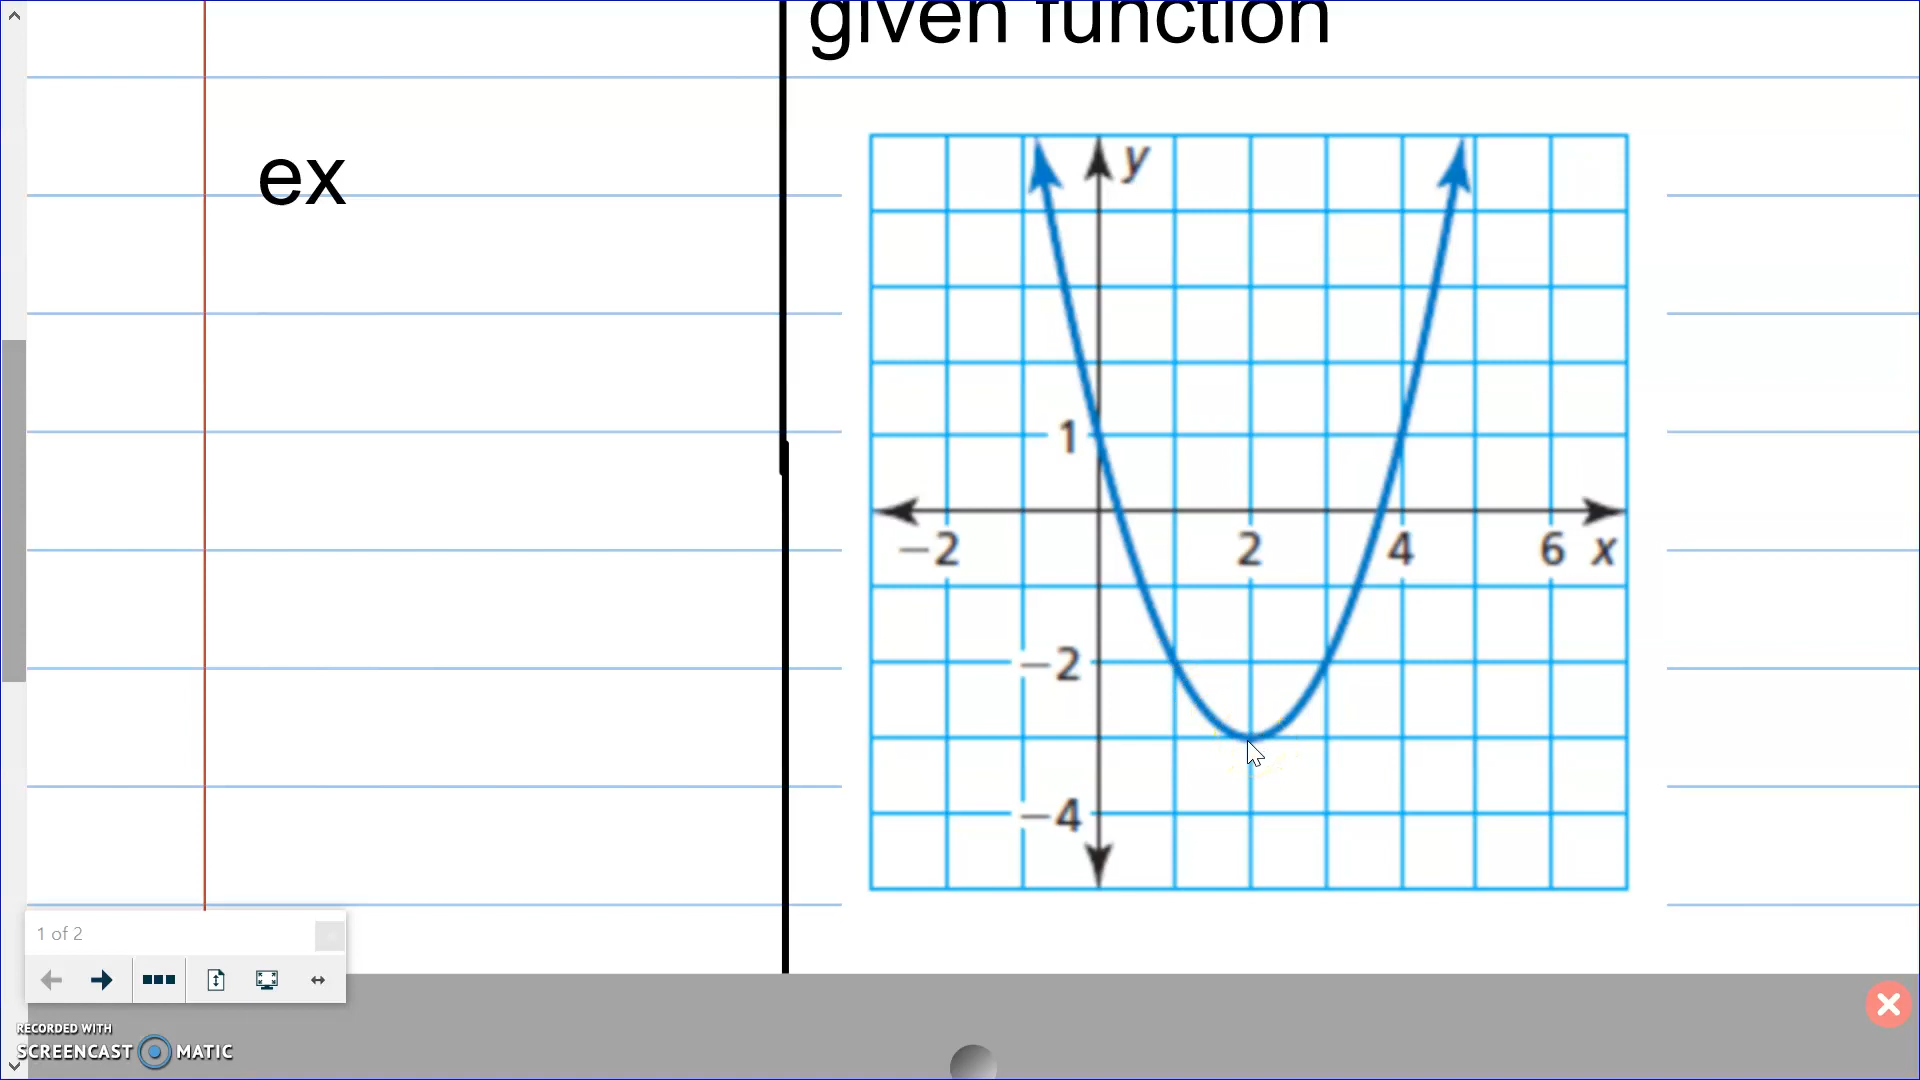 given function
ex
y
1
−2 2 4 6 x
−2
−4
1 of 2
RECORDED WITH
SCREENCAST MATIC